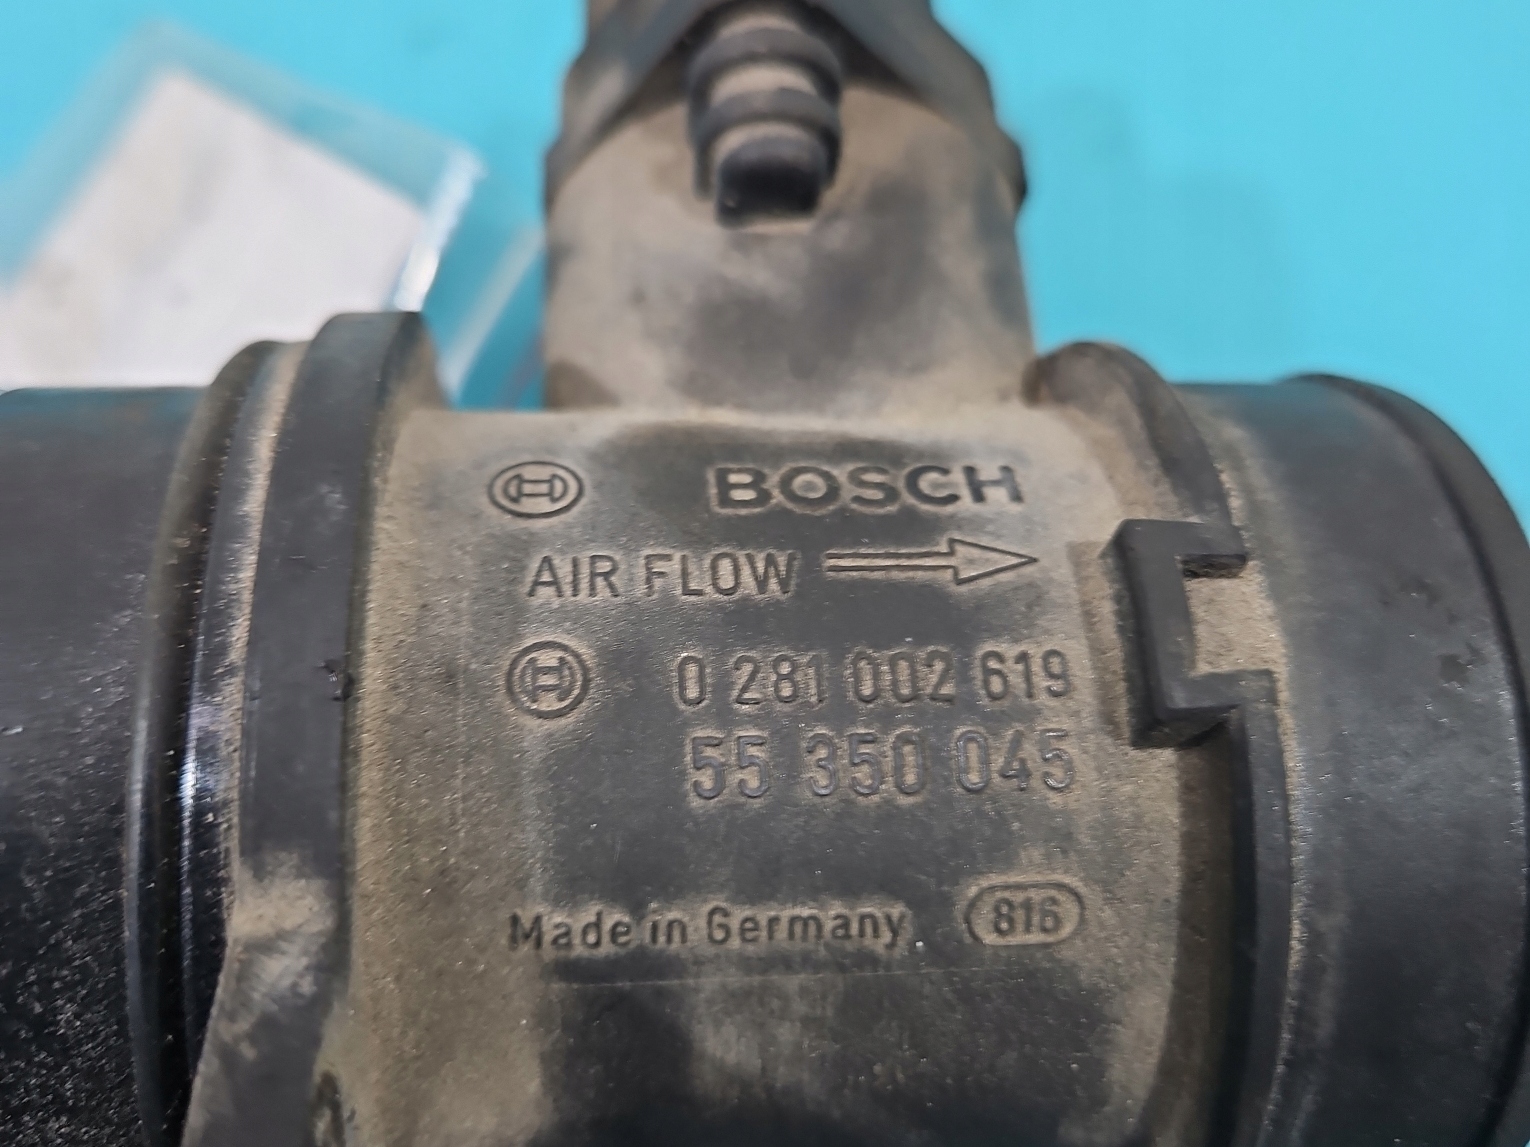 BOSCH
AIR FLOW
0 281 002 619
55 350 045
Made in Germany 816